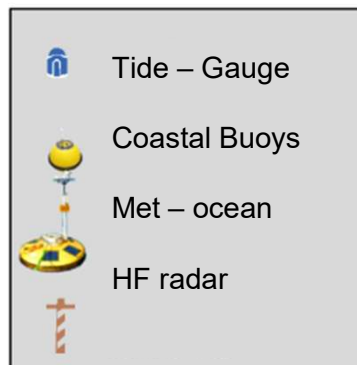 Tide – Gauge
Coastal Buoys
Met – ocean
HF radar